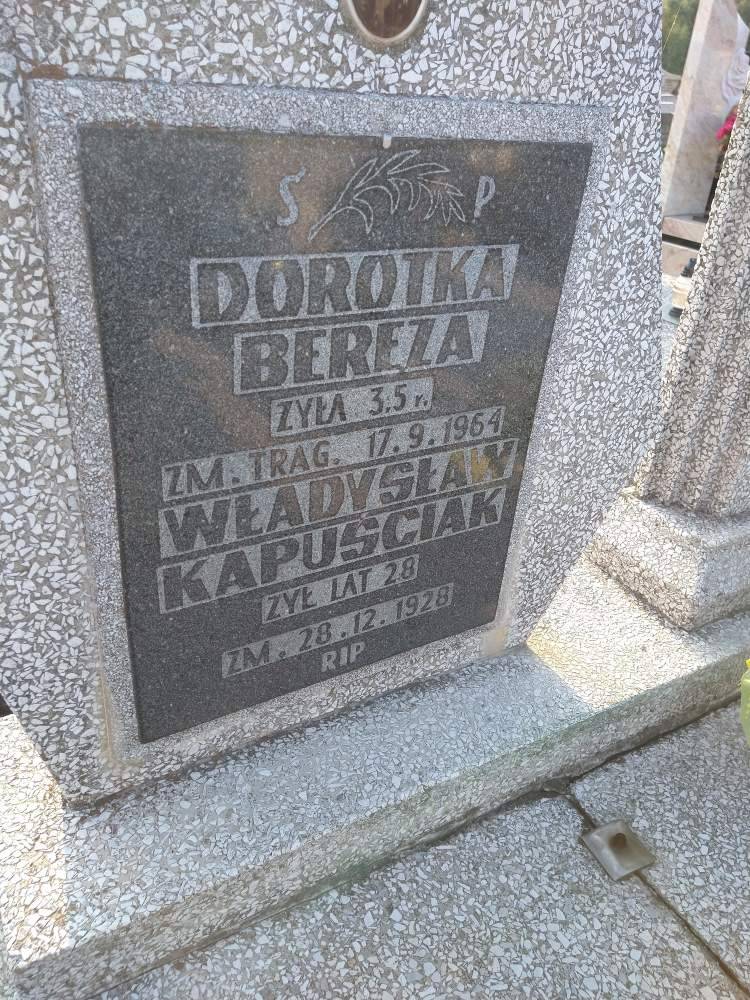 Ś P
DOROTKA
BEREZA
ŻYŁA 3,5 r.
ZM. TRAG. 17.9.1964
WŁADYSŁAW
KAPUŚCIAK
ŻYŁ LAT 28
ZM. 28.12.1928
RIP